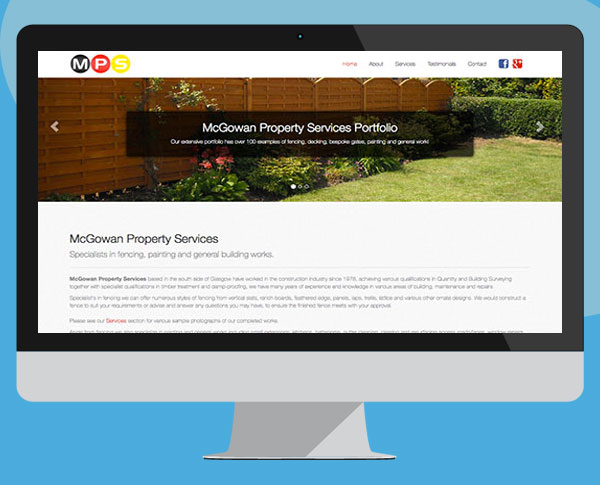 MPS
Home About Services Testimonials Contact
McGowan Property Services Portfolio
Our extensive portfolio has over 100 examples of fencing, decking, bespoke gates, painting and general work!
McGowan Property Services
Specialists in fencing, painting and general building works.
McGowan Property Services based in the south side of Glasgow have worked in the construction industry since 1978, achieving various qualifications in Quantity and Building Surveying
together with specialist qualifications in timber treatment and damp-proofing, we have many years of experience and knowledge in various areas of building, maintenance and repairs
Specialist's in fencing we can offer numerous styles of fencing from vertical slats, ranch boards, feathered edge, panels, laps, trellis, lattice and various other ornate designs. We would construct a
fence to suit your requirements or advise and answer any questions you may have, to ensure the finished fence meets with your approval.
Please see our Services section for various sample photographs of our completed works.